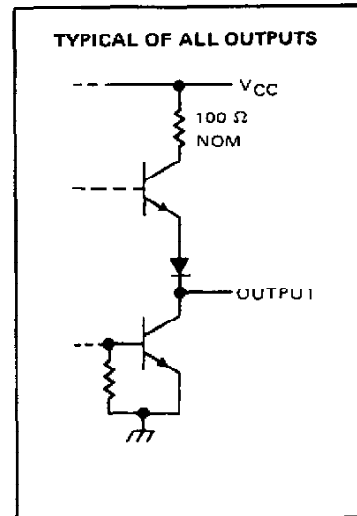 TYPICAL OF ALL OUTPUTS
VCC
100 Ω
NOM
OUTPUT